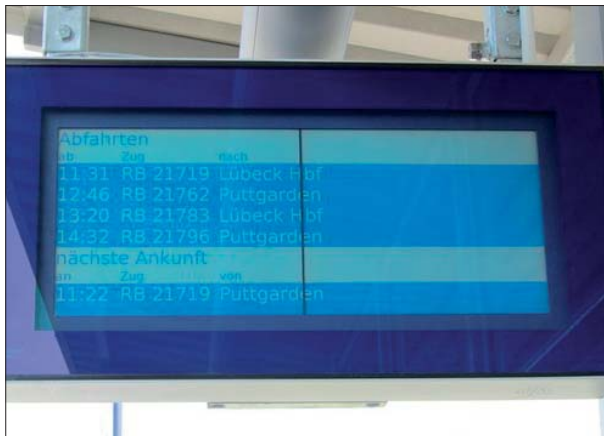 Abfahrten
ab Zug nach
11:31 RB 21719 Lübeck Hbf
12:46 RB 21762 Puttgarden
13:20 RB 21783 Lübeck Hbf
14:32 RB 21796 Puttgarden
nächste Ankunft
an Zug von
11:22 RB 21719 Puttgarden